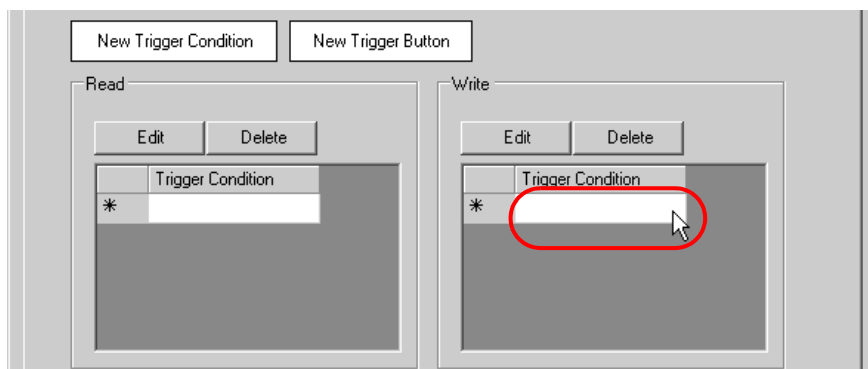 New Trigger Condition New Trigger Button
Read Write
Edit Delete Edit Delete
Trigger Condition Trigger Condition
* *